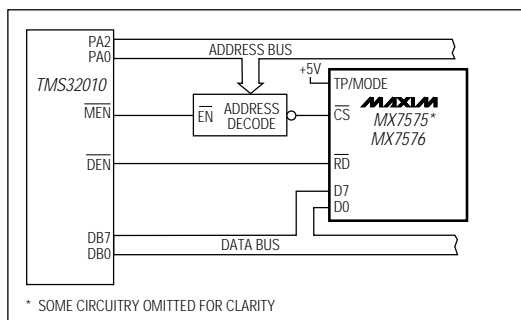 PA2
PA0
ADDRESS BUS
TMS32010
+5V
TP/MODE
MAXIM
MEN
EN
ADDRESS
DECODE
CS
MX7575*
MX7576
DEN
RD
D7
D0
DB7
DB0
DATA BUS
* SOME CIRCUITRY OMITTED FOR CLARITY